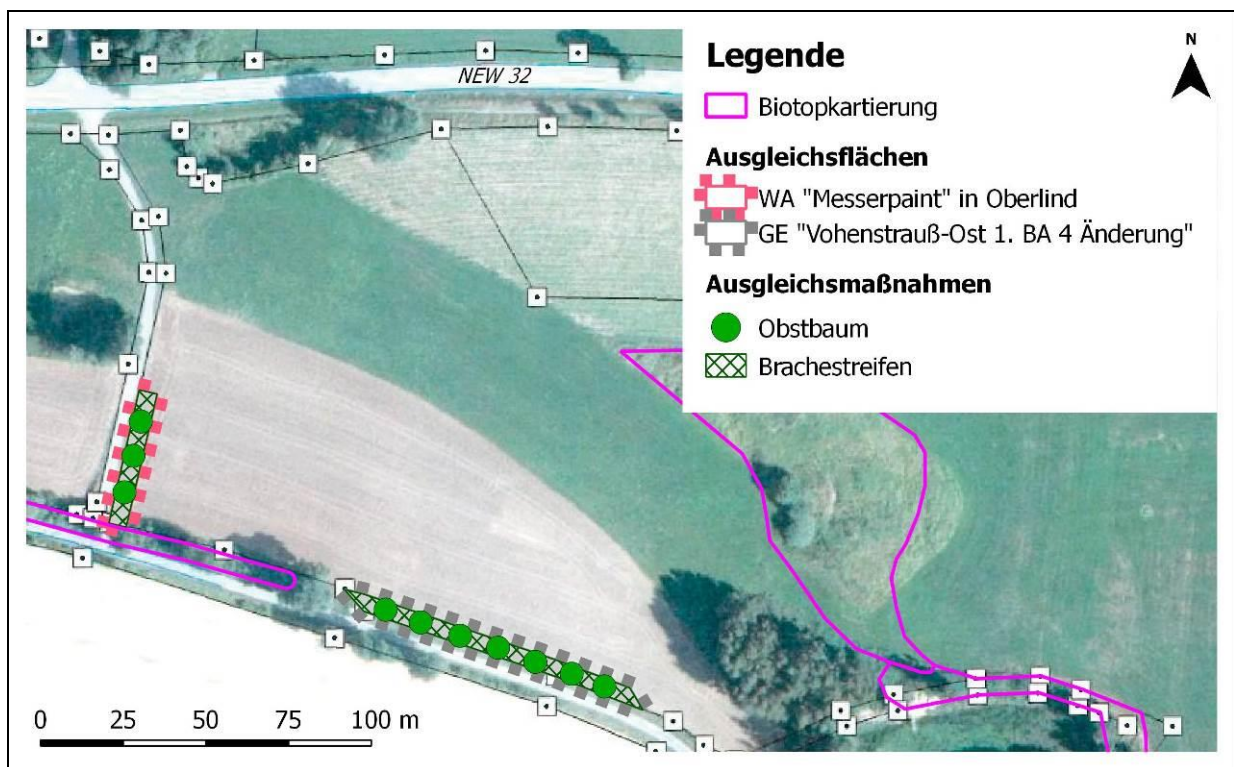 NEW 32
Legende
N
Biotopkartierung
Ausgleichsflächen
WA "Messerpaint" in Oberlind
GE "Vohenstrauß-Ost 1. BA 4 Änderung"
Ausgleichsmaßnahmen
Obstbaum
Brachestreifen
0 25 50 75 100 m